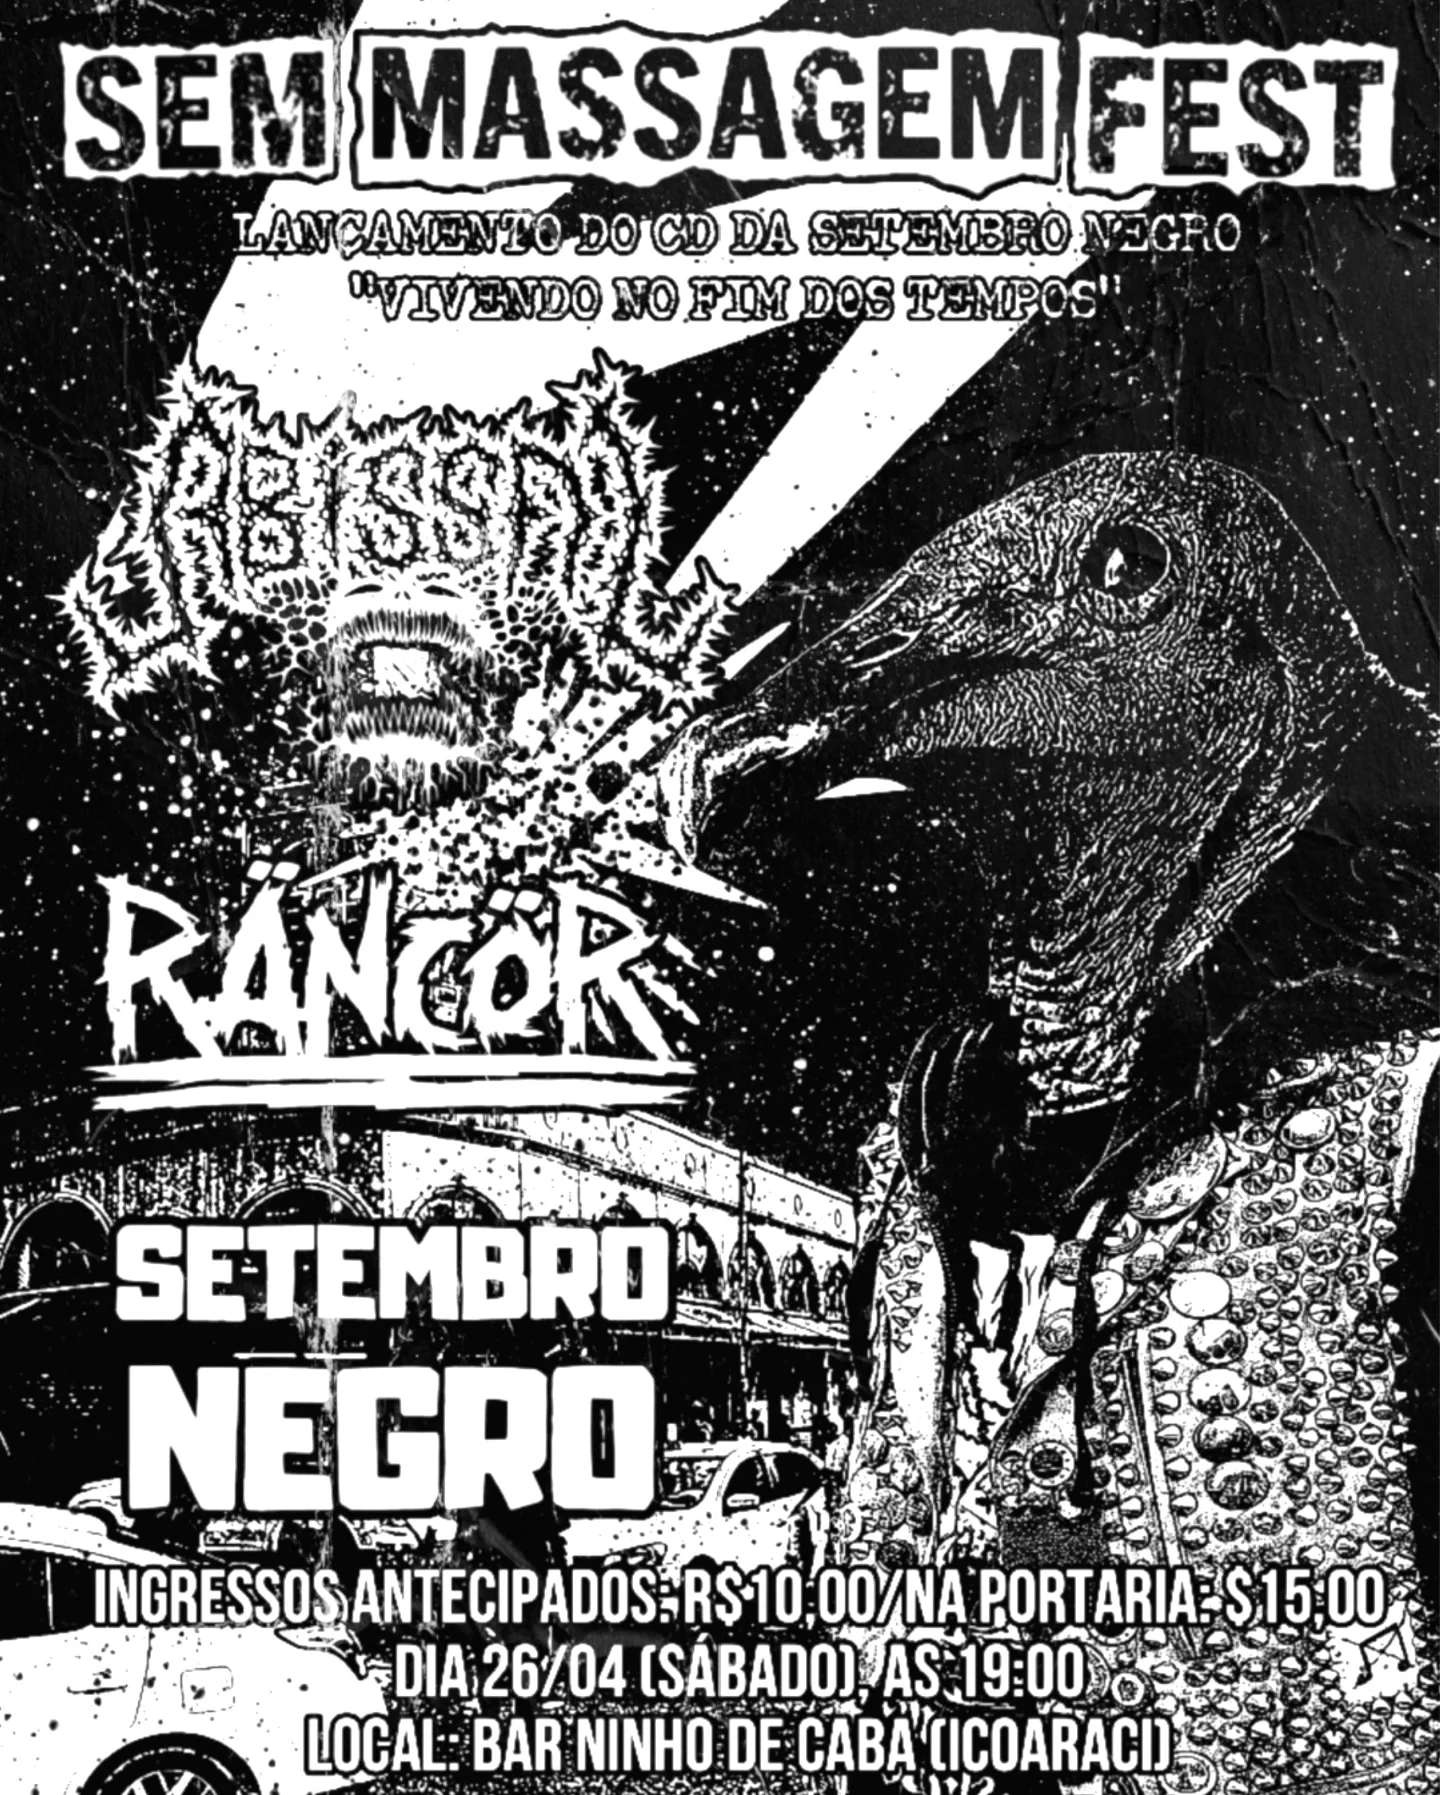 SEM MASSAGEM FEST
LANÇAMENTO DO CD DA SETEMBRO NEGRO
"VIVENDO NO FIM DOS TEMPOS"
ABISSAL
RÄNCÖR
SETEMBRO
NEGRO
INGRESSOS ANTECIPADOS: R$10,00/NA PORTARIA: $15,00
DIA 26/04 (SÁBADO), AS 19:00
LOCAL: BAR NINHO DE CABA (ICOARACI)